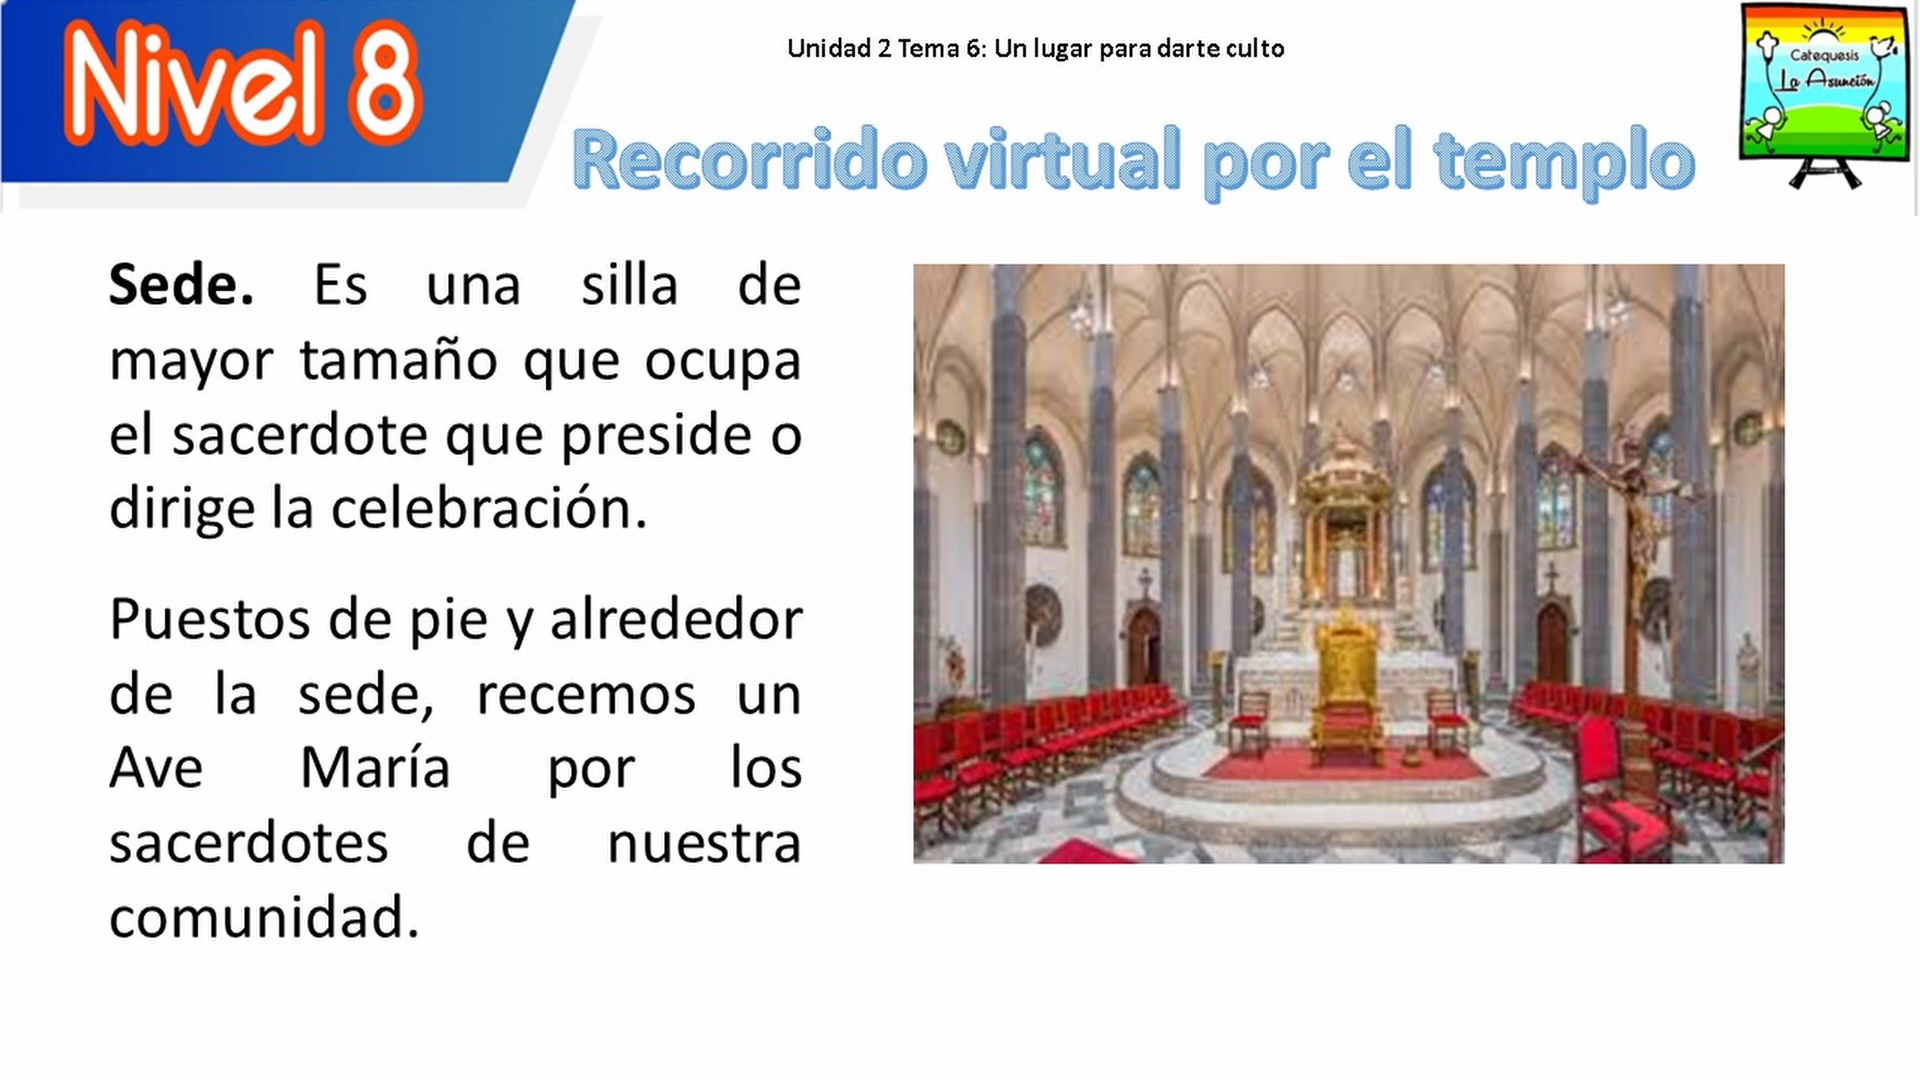 Nivel 8
Unidad 2 Tema 6: Un lugar para darte culto
Catequesis
La Asunción
Recorrido virtual por el templo
Sede. Es una silla de
mayor tamaño que ocupa
el sacerdote que preside o
dirige la celebración.
Puestos de pie y alrededor
de la sede, recemos un
Ave María por los
sacerdotes de nuestra
comunidad.